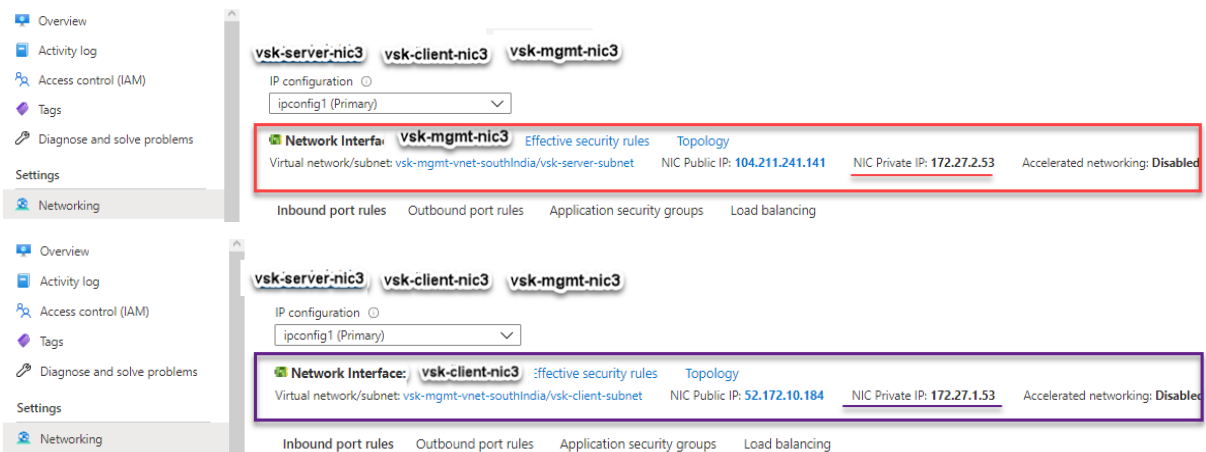 Overview
Activity log
Access control (IAM)
Tags
Diagnose and solve problems
Settings
Networking
vsk-server-nic3 vsk-client-nic3 vsk-mgmt-nic3
IP configuration
ipconfig1 (Primary)
Network Interfa vsk-mgmt-nic3 Effective security rules Topology
Virtual network/subnet: vsk-mgmt-vnet-southIndia/vsk-server-subnet NIC Public IP: 104.211.241.141 NIC Private IP: 172.27.2.53 Accelerated networking: Disabled
Inbound port rules Outbound port rules Application security groups Load balancing
Overview
Activity log
Access control (IAM)
Tags
Diagnose and solve problems
Settings
Networking
vsk-server-nic3 vsk-client-nic3 vsk-mgmt-nic3
IP configuration
ipconfig1 (Primary)
Network Interface: vsk-client-nic3 Effective security rules Topology
Virtual network/subnet: vsk-mgmt-vnet-southIndia/vsk-client-subnet NIC Public IP: 52.172.10.184 NIC Private IP: 172.27.1.53 Accelerated networking: Disabled
Inbound port rules Outbound port rules Application security groups Load balancing